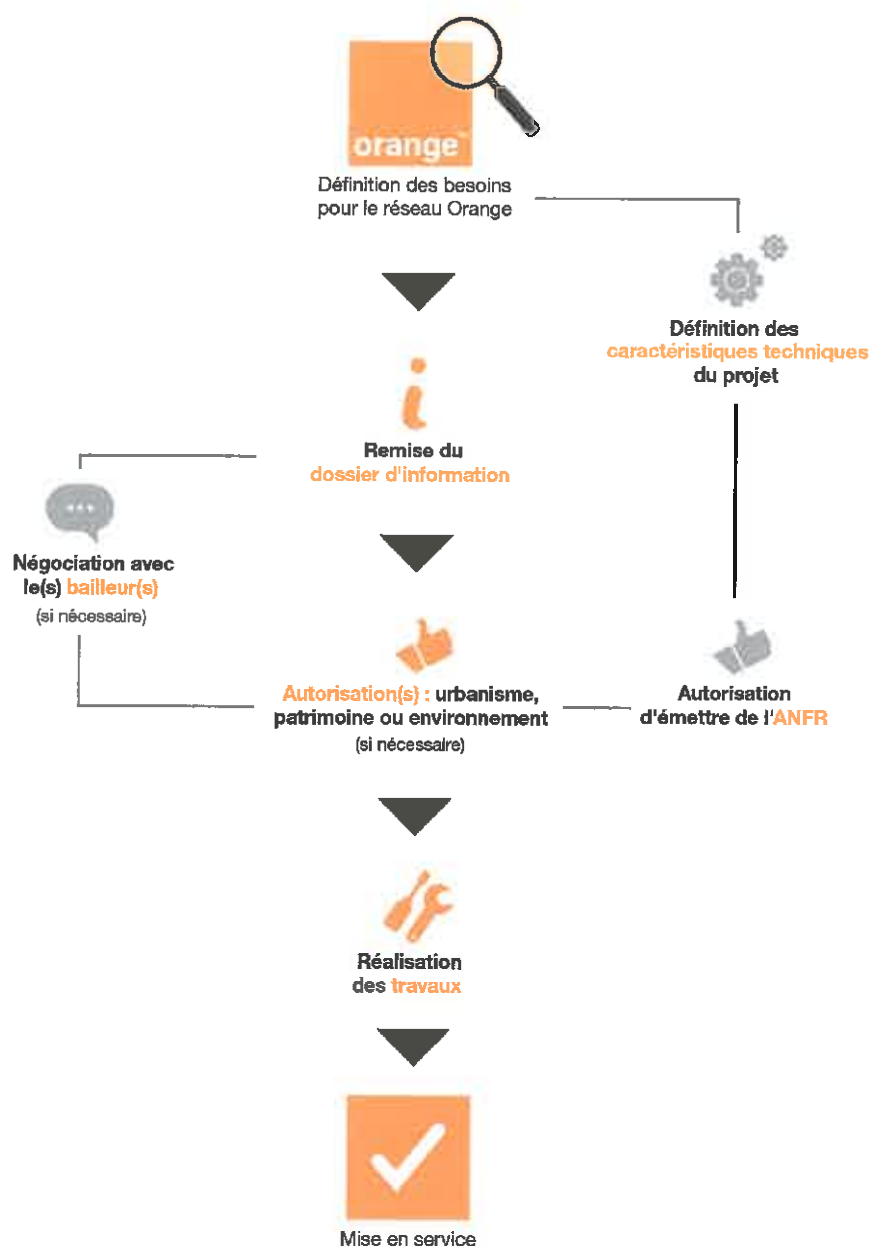 orange™
Définition des besoins
pour le réseau Orange
Définition des
caractéristiques techniques
du projet
Remise du
dossier d'information
Négociation avec
le(s) bailleur(s)
(si nécessaire)
Autorisation(s) : urbanisme,
patrimoine ou environnement
(si nécessaire)
Autorisation
d'émettre de l'ANFR
Réalisation
des travaux
Mise en service